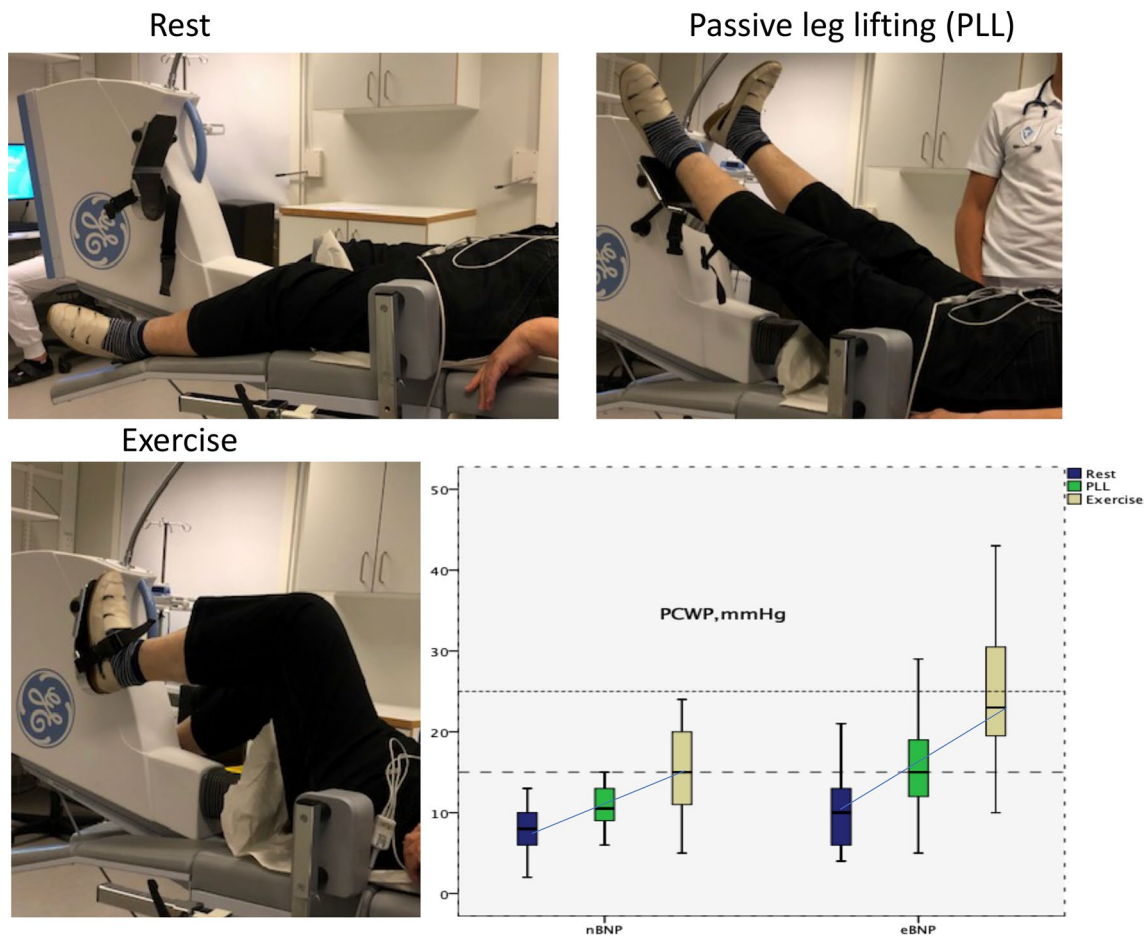 Rest
Passive leg lifting (PLL)
Exercise
Rest
PLL
Exercise
50
40
30
20
10
0
PCWP,mmHg
nBNP
eBNP